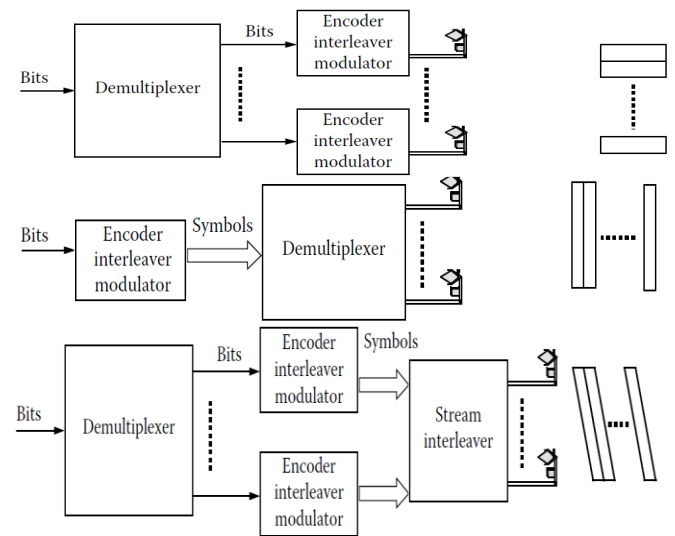 Bits
Demultiplexer
Bits
Encoder
interleaver
modulator
Encoder
interleaver
modulator
Bits
Encoder
interleaver
modulator
Symbols
Demultiplexer
Bits
Demultiplexer
Bits
Encoder
interleaver
modulator
Symbols
Encoder
interleaver
modulator
Stream
interleaver